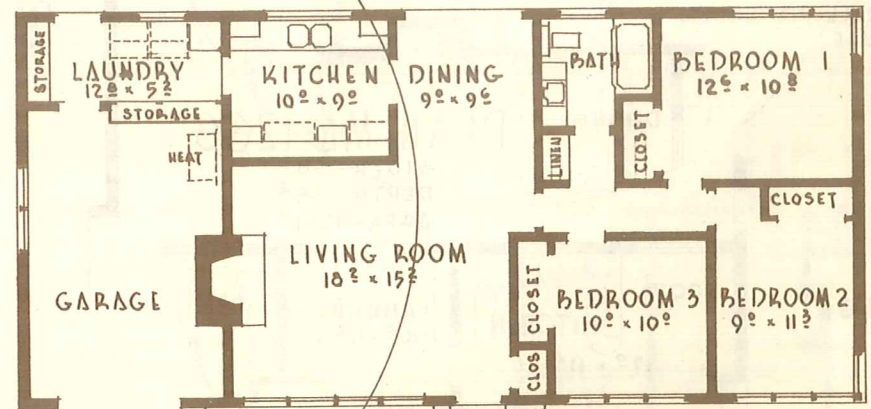 STORAGE
LAUNDRY
12⁸ × 5²
STORAGE
HEAT
GARAGE
KITCHEN
10⁰ × 9⁰
DINING
9⁰ × 9⁶
LIVING ROOM
18² × 15²
BATH
LINEN
CLOSET
BEDROOM 1
12⁶ × 10⁸
CLOSET
CLOSET
CLOS
BEDROOM 3
10⁰ × 10⁰
BEDROOM 2
9⁰ × 11³